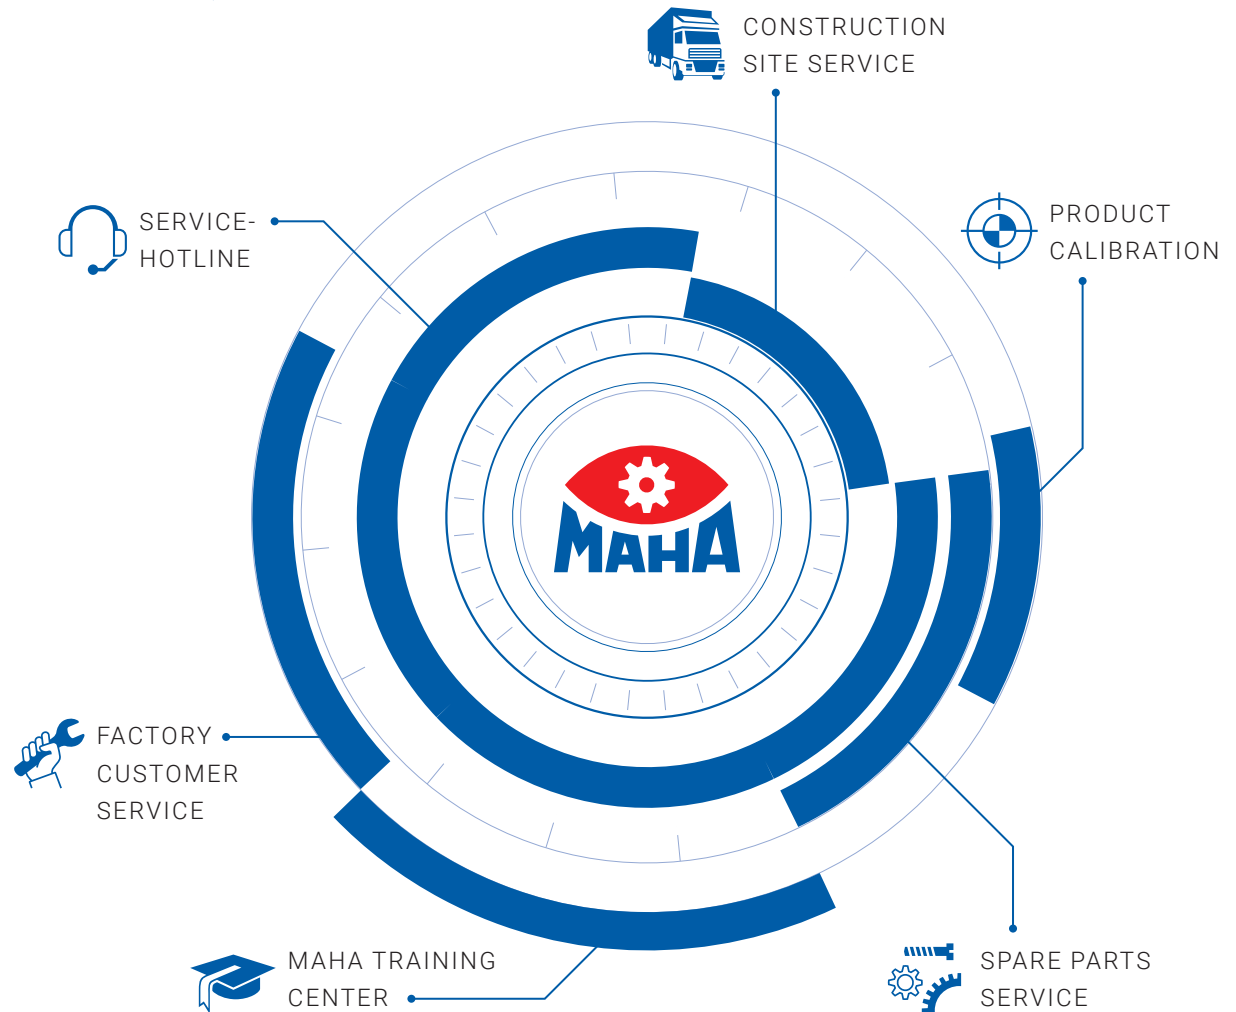 CONSTRUCTION
SITE SERVICE
SERVICE-
HOTLINE
PRODUCT
CALIBRATION
MAHA
FACTORY
CUSTOMER
SERVICE
MAHA TRAINING
CENTER
SPARE PARTS
SERVICE